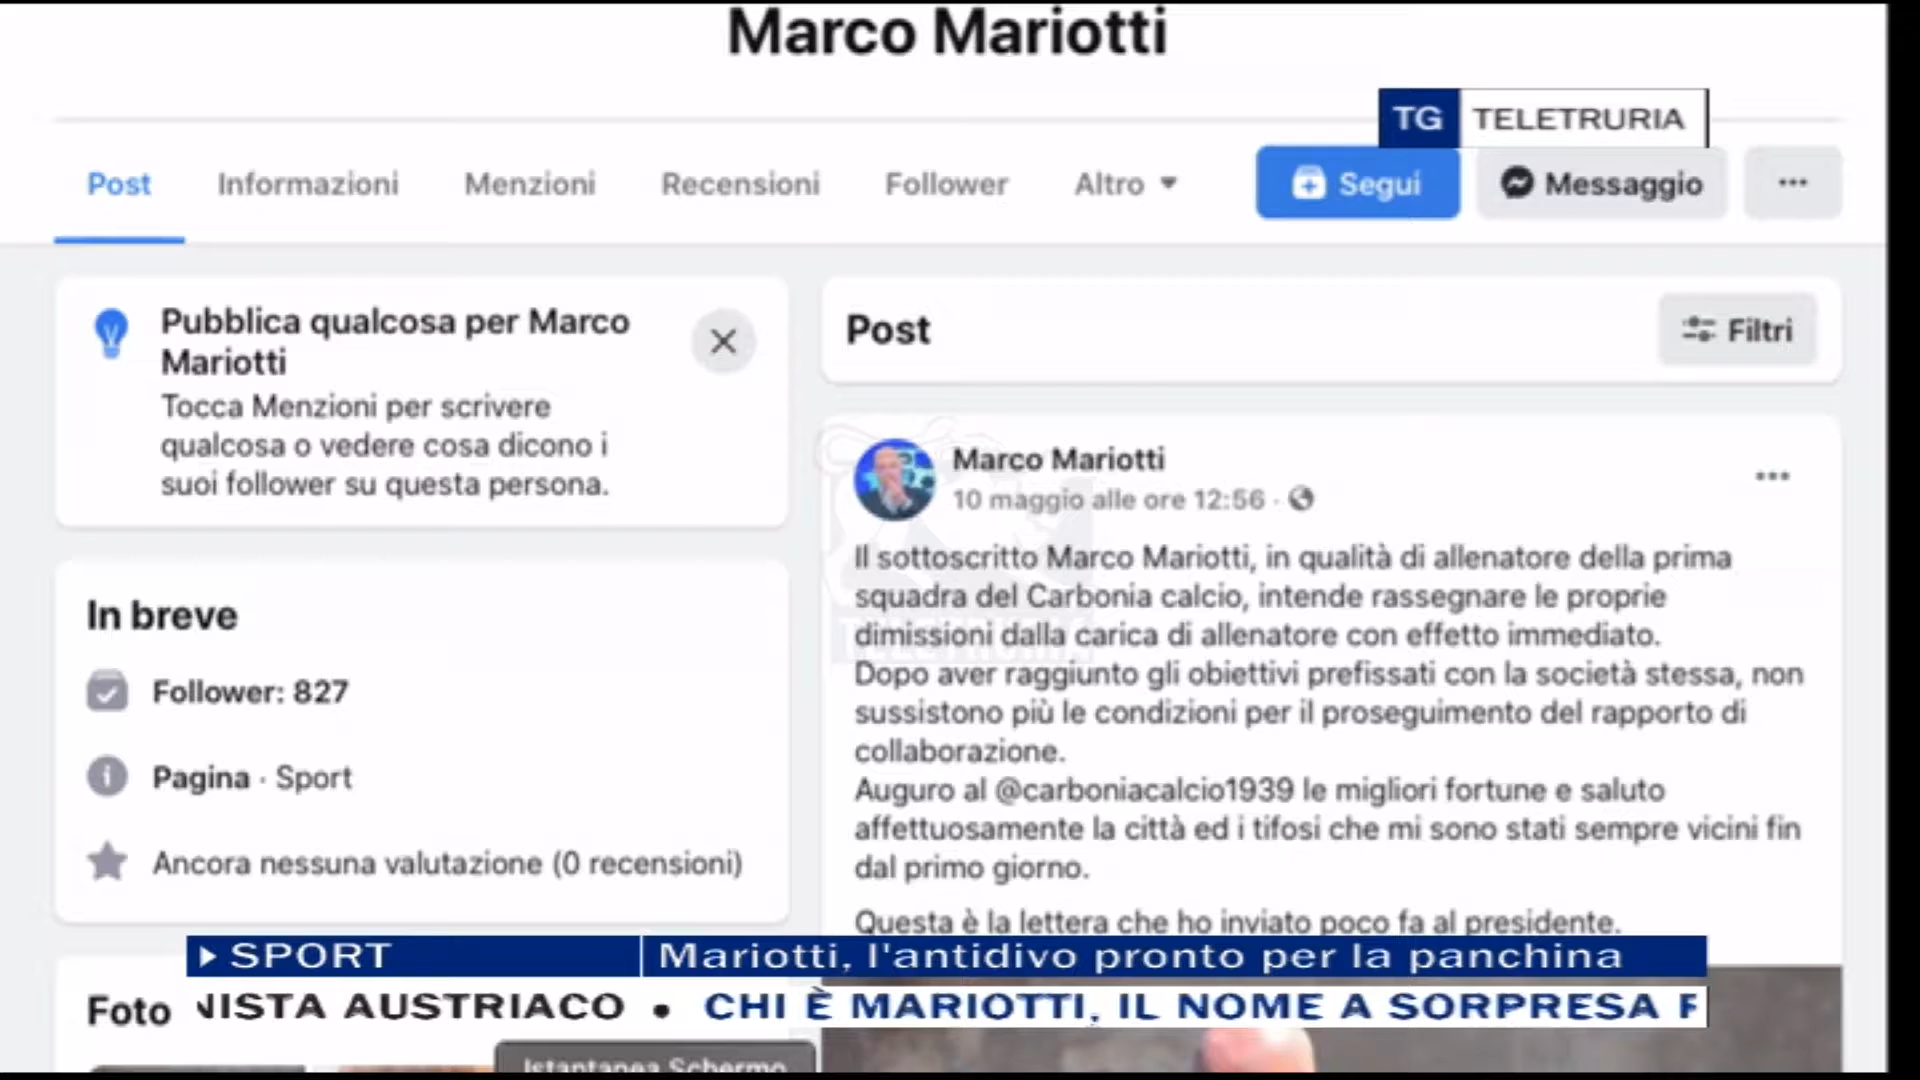 Marco Mariotti
TG TELETRURIA
Post Informazioni Menzioni Recensioni Follower Altro Segui Messaggio
Pubblica qualcosa per Marco
Mariotti
Tocca Menzioni per scrivere
qualcosa o vedere cosa dicono i
suoi follower su questa persona.
In breve
Follower: 827
Pagina · Sport
Ancora nessuna valutazione (0 recensioni)
Foto
Post
Filtri
Marco Mariotti
10 maggio alle ore 12:56 ·
Il sottoscritto Marco Mariotti, in qualità di allenatore della prima
squadra del Carbonia calcio, intende rassegnare le proprie
dimissioni dalla carica di allenatore con effetto immediato.
Dopo aver raggiunto gli obiettivi prefissati con la società stessa, non
sussistono più le condizioni per il proseguimento del rapporto di
collaborazione.
Auguro al @carboniacalcio1939 le migliori fortune e saluto
affettuosamente la città ed i tifosi che mi sono stati sempre vicini fin
dal primo giorno.
Questa è la lettera che ho inviato poco fa al presidente.
TELETRURIA
SPORT Mariotti, l'antidivo pronto per la panchina
NISTA AUSTRIACO • CHI È MARIOTTI, IL NOME A SORPRESA
Istantanea Schermo